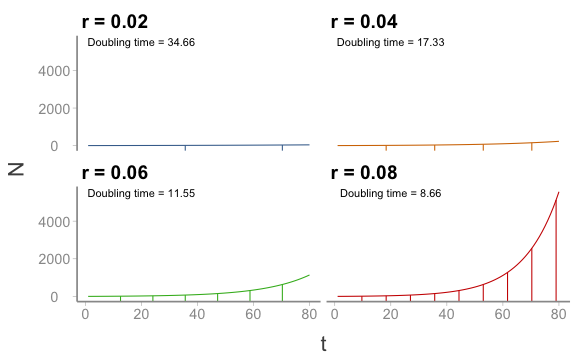 r = 0.02
Doubling time = 34.66
r = 0.04
Doubling time = 17.33
4000
2000
0
N
r = 0.06
Doubling time = 11.55
r = 0.08
Doubling time = 8.66
4000
2000
0
0 20 40 60 80
0 20 40 60 80
t